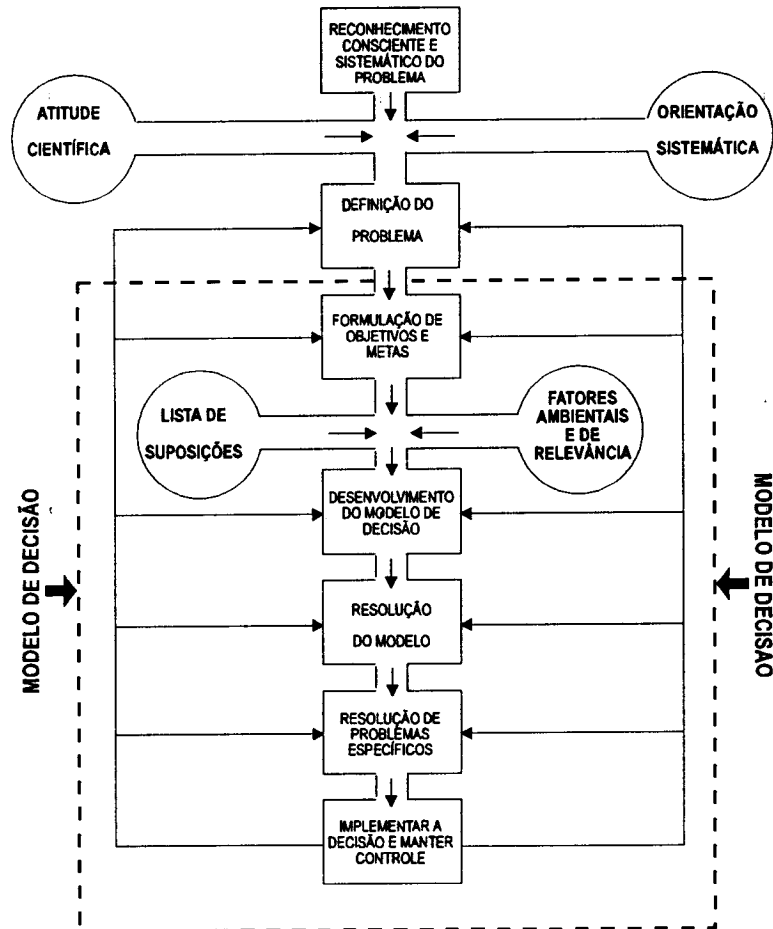 RECONHECIMENTO
CONSCIENTE E
SISTEMÁTICO DO
PROBLEMA
ATITUDE
CIENTÍFICA
ORIENTAÇÃO
SISTEMÁTICA
DEFINIÇÃO DO
PROBLEMA
FORMULAÇÃO DE
OBJETIVOS E
METAS
LISTA DE
SUPOSIÇÕES
FATORES
AMBIENTAIS
E DE
RELEVÂNCIA
DESENVOLVIMENTO
DO MODELO DE
DECISÃO
MODELO DE DECISÃO
MODELO DE DECISAO
RESOLUÇÃO
DO MODELO
RESOLUÇÃO DE
PROBLEMAS
ESPECÍFICOS
IMPLEMENTAR A
DECISÃO E MANTER
CONTROLE